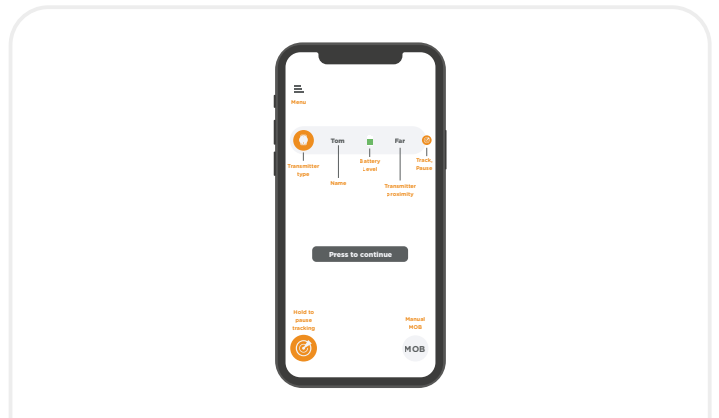 Menu
Tom
Far
Transmitter
type
Name
Battery
Level
Transmitter
proximity
Track,
Pause
Press to continue
Hold to
pause
tracking
Manual
MOB
MOB